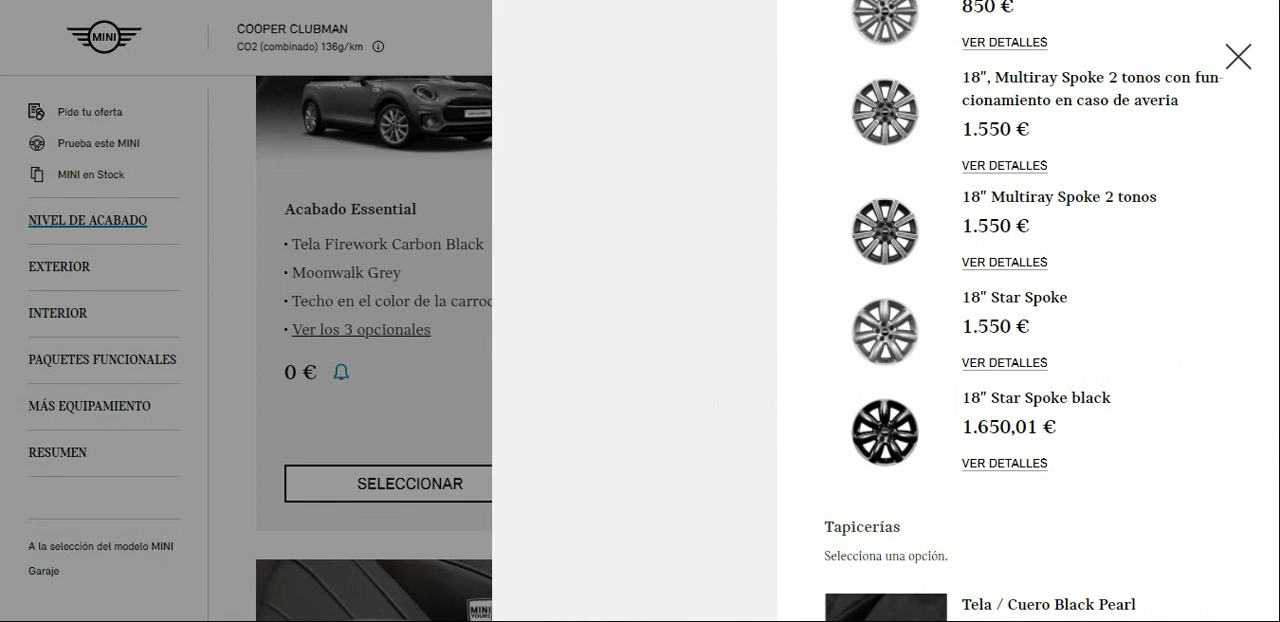 MINI
COOPER CLUBMAN
CO2 (combinado) 136g/km
Pide tu oferta
Prueba este MINI
MINI en Stock
NIVEL DE ACABADO
EXTERIOR
INTERIOR
PAQUETES FUNCIONALES
MÁS EQUIPAMIENTO
RESUMEN
A la selección del modelo MINI
Garaje
Acabado Essential
• Tela Firework Carbon Black
• Moonwalk Grey
• Techo en el color de la carroc
• Ver los 3 opcionales
0 €
SELECCIONAR
MINI
YOURS
850 €
VER DETALLES
18", Multiray Spoke 2 tonos con fun-
cionamiento en caso de averia
1.550 €
VER DETALLES
18" Multiray Spoke 2 tonos
1.550 €
VER DETALLES
18" Star Spoke
1.550 €
VER DETALLES
18" Star Spoke black
1.650,01 €
VER DETALLES
Tapicerías
Selecciona una opción.
Tela / Cuero Black Pearl